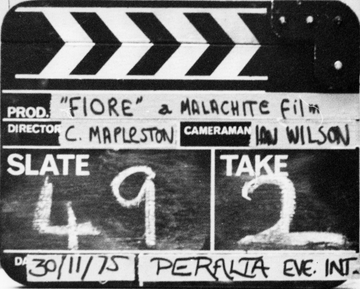 PROD. "FIORE" a MALACHITE film
DIRECTOR C. MAPLESTON CAMERAMAN IAN WILSON
SLATE TAKE
49 2
DA 30/11/75 PERALTA EVE. INT